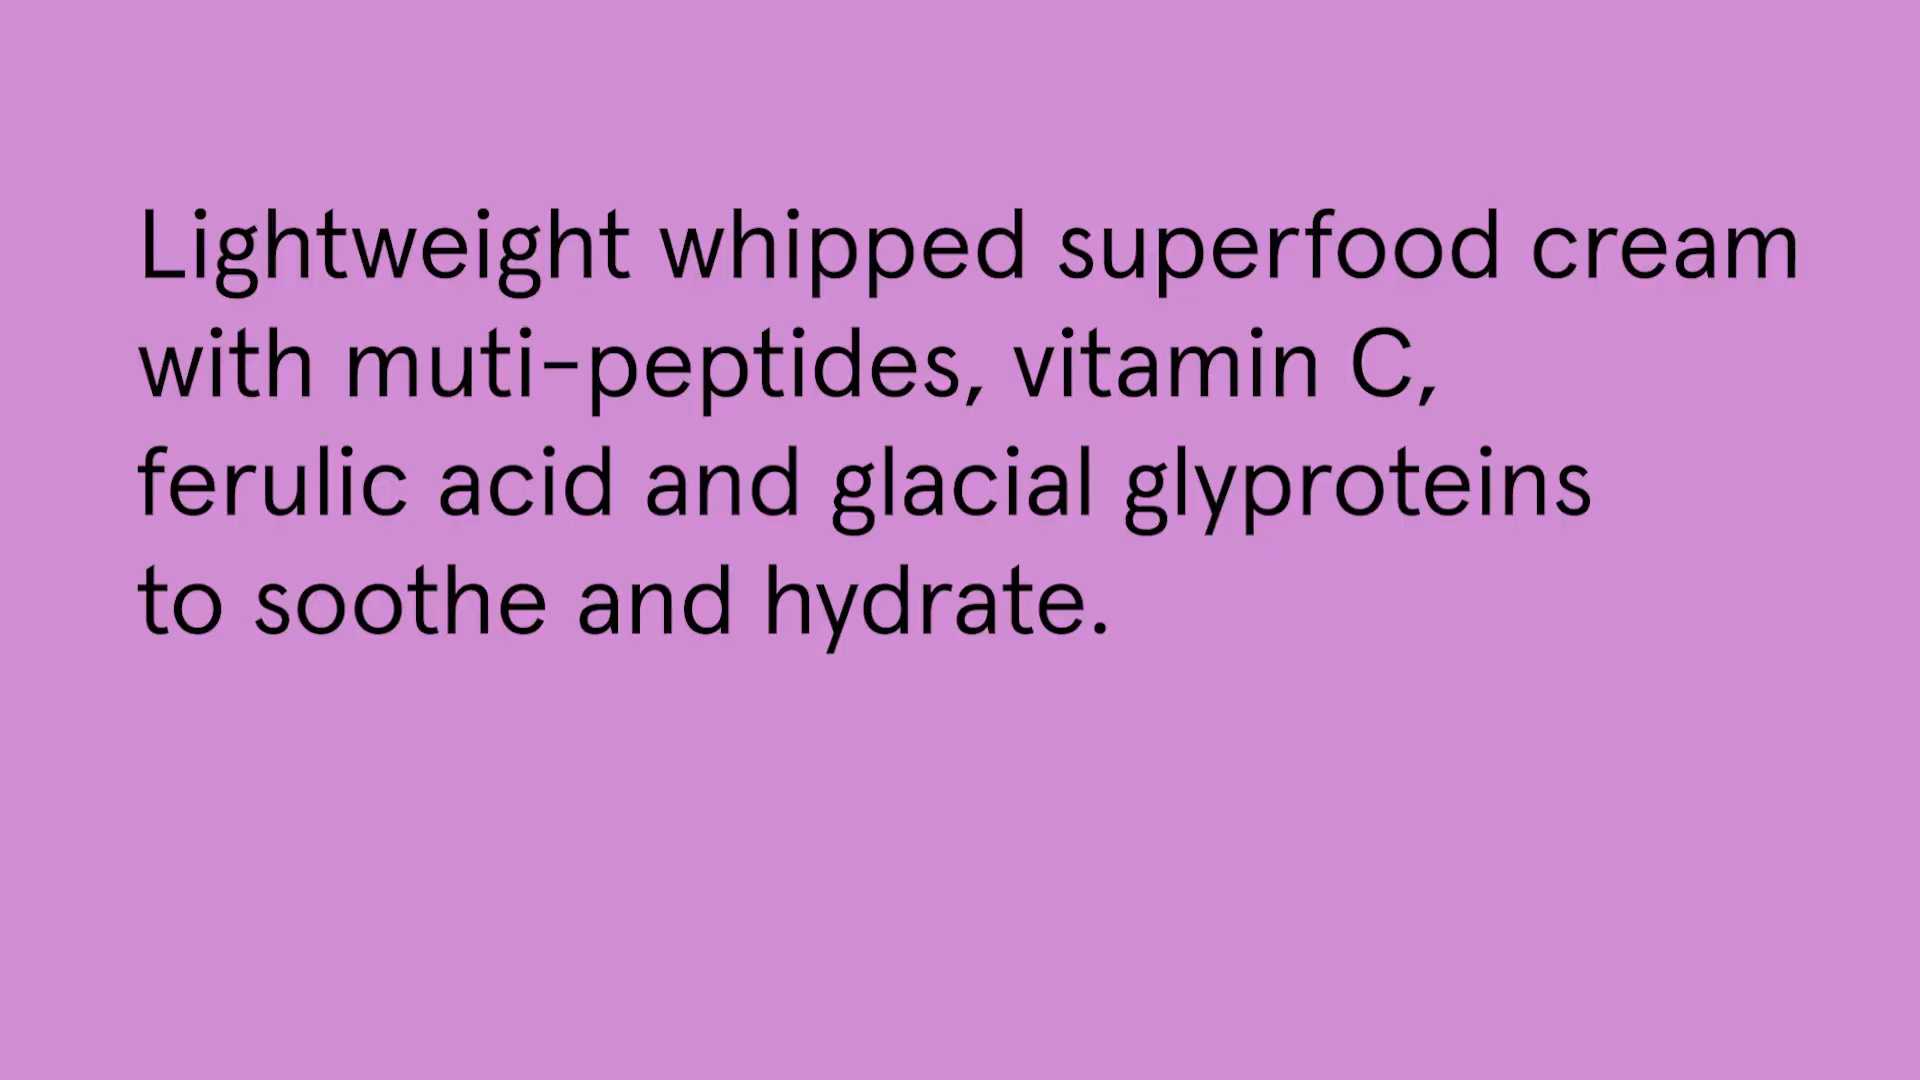 Lightweight whipped superfood cream
with muti-peptides, vitamin C,
ferulic acid and glacial glyproteins
to soothe and hydrate.